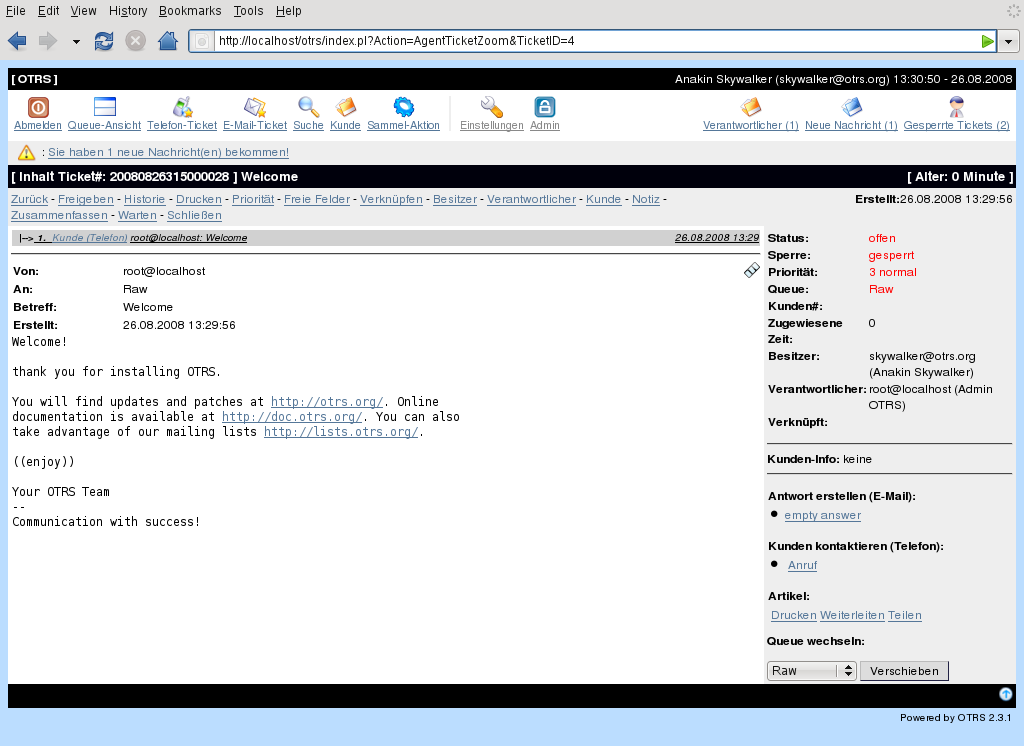 File Edit View History Bookmarks Tools Help
http://localhost/otrs/index.pl?Action=AgentTicketZoom&TicketID=4
[ OTRS ] Anakin Skywalker (skywalker@otrs.org) 13:30:50 - 26.08.2008
Abmelden Queue-Ansicht Telefon-Ticket E-Mail-Ticket Suche Kunde Sammel-Aktion Einstellungen Admin Verantwortlicher (1) Neue Nachricht (1) Gesperrte Tickets (2)
: Sie haben 1 neue Nachricht(en) bekommen!
[ Inhalt Ticket#: 20080826315000028 ] Welcome [ Alter: 0 Minute ]
Zurück - Freigeben - Historie - Drucken - Priorität - Freie Felder - Verknüpfen - Besitzer - Verantwortlicher - Kunde - Notiz -
Zusammenfassen - Warten - Schließen
Erstellt:26.08.2008 13:29:56
|--> 1. Kunde (Telefon) root@localhost: Welcome 26.08.2008 13:29
Von: root@localhost
An: Raw
Betreff: Welcome
Erstellt: 26.08.2008 13:29:56
Welcome!
thank you for installing OTRS.
You will find updates and patches at http://otrs.org/. Online
documentation is available at http://doc.otrs.org/. You can also
take advantage of our mailing lists http://lists.otrs.org/.
((enjoy))
Your OTRS Team
--
Communication with success!
Status: offen
Sperre: gesperrt
Priorität: 3 normal
Queue: Raw
Kunden#:
Zugewiesene 0
Zeit:
Besitzer: skywalker@otrs.org
(Anakin Skywalker)
Verantwortlicher: root@localhost (Admin
OTRS)
Verknüpft:
Kunden-Info: keine
Antwort erstellen (E-Mail):
• empty answer
Kunden kontaktieren (Telefon):
• Anruf
Artikel:
Drucken Weiterleiten Teilen
Queue wechseln:
Raw Verschieben
Powered by OTRS 2.3.1